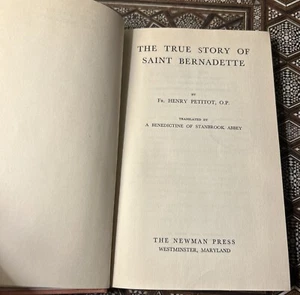 THE TRUE STORY OF
SAINT BERNADETTE
BY
FR. HENRY PETITOT, O.P.
TRANSLATED BY
A BENEDICTINE OF STANBROOK ABBEY
THE NEWMAN PRESS
WESTMINSTER, MARYLAND